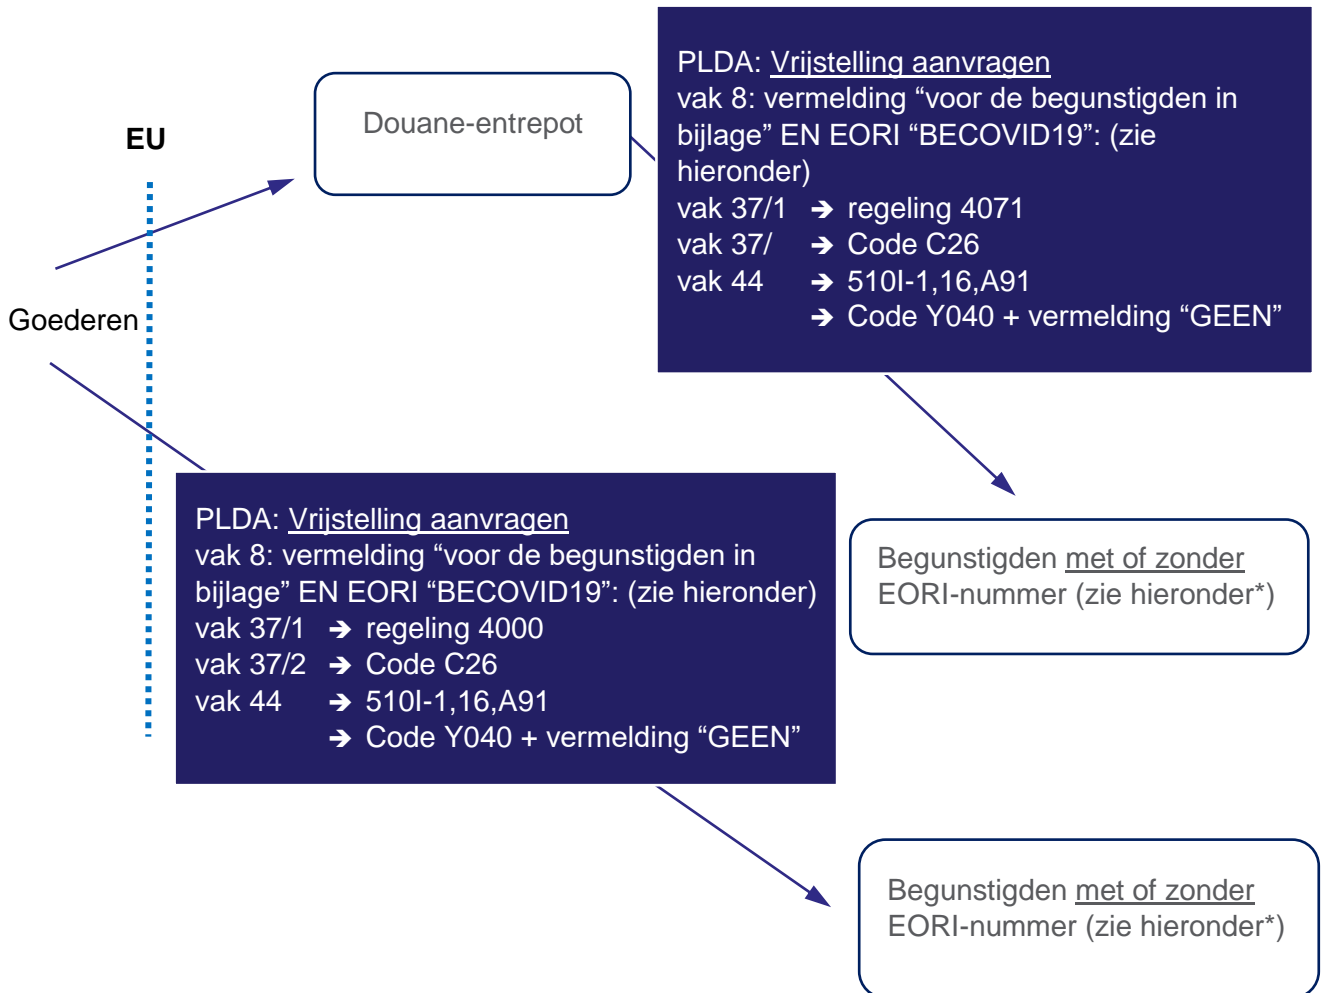 PLDA: Vrijstelling aanvragen
vak 8: vermelding “voor de begunstigden in
bijlage” EN EORI “BECOVID19”: (zie
hieronder)
vak 37/1 ➔ regeling 4071
vak 37/ ➔ Code C26
vak 44 ➔ 510I-1,16,A91
➔ Code Y040 + vermelding “GEEN”
Douane-entrepot
EU
Goederen
PLDA: Vrijstelling aanvragen
vak 8: vermelding “voor de begunstigden in
bijlage” EN EORI “BECOVID19”: (zie hieronder)
vak 37/1 ➔ regeling 4000
vak 37/2 ➔ Code C26
vak 44 ➔ 510I-1,16,A91
➔ Code Y040 + vermelding “GEEN”
Begunstigden met of zonder
EORI-nummer (zie hieronder*)
Begunstigden met of zonder
EORI-nummer (zie hieronder*)